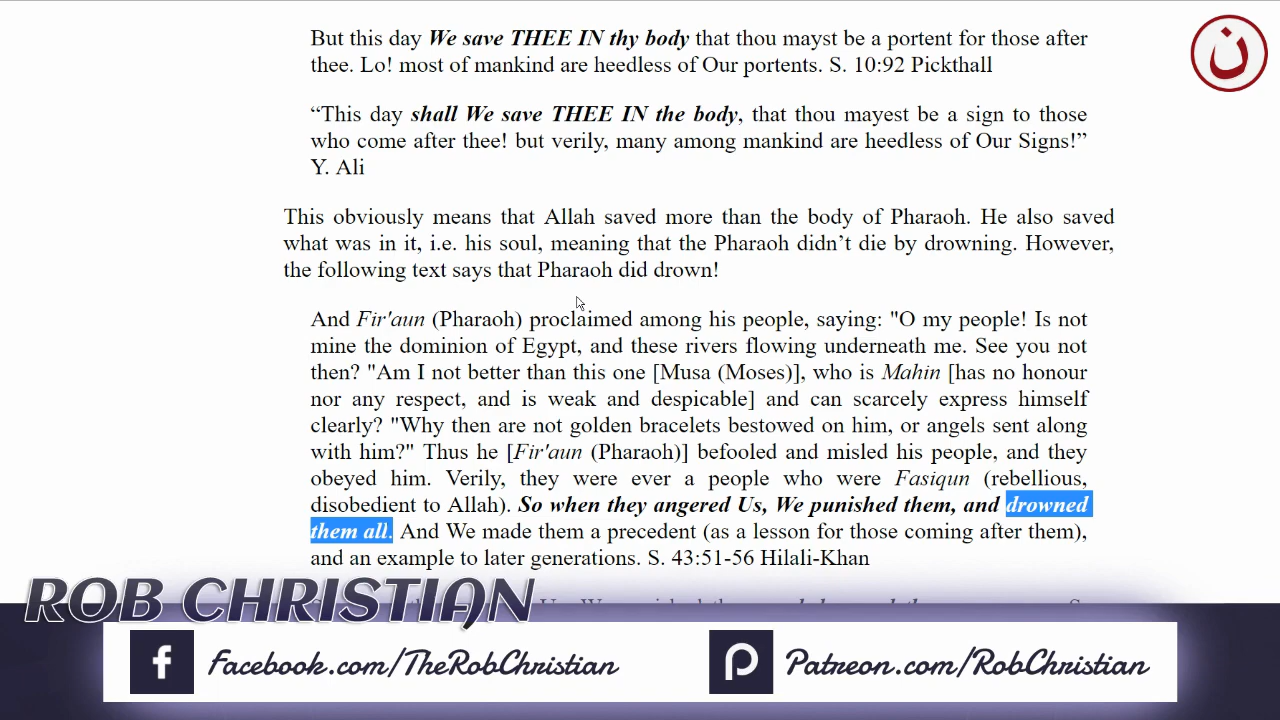 But this day We save THEE IN thy body that thou mayst be a portent for those after
thee. Lo! most of mankind are heedless of Our portents. S. 10:92 Pickthall
“This day shall We save THEE IN the body, that thou mayest be a sign to those
who come after thee! but verily, many among mankind are heedless of Our Signs!”
Y. Ali
This obviously means that Allah saved more than the body of Pharaoh. He also saved
what was in it, i.e. his soul, meaning that the Pharaoh didn’t die by drowning. However,
the following text says that Pharaoh did drown!
And Fir'aun (Pharaoh) proclaimed among his people, saying: "O my people! Is not
mine the dominion of Egypt, and these rivers flowing underneath me. See you not
then? "Am I not better than this one [Musa (Moses)], who is Mahin [has no honour
nor any respect, and is weak and despicable] and can scarcely express himself
clearly? "Why then are not golden bracelets bestowed on him, or angels sent along
with him?" Thus he [Fir'aun (Pharaoh)] befooled and misled his people, and they
obeyed him. Verily, they were ever a people who were Fasiqun (rebellious,
disobedient to Allah). So when they angered Us, We punished them, and drowned
them all. And We made them a precedent (as a lesson for those coming after them),
and an example to later generations. S. 43:51-56 Hilali-Khan
ROB CHRISTIAN
Facebook.com/TheRobChristian
Patreon.com/RobChristian
ن